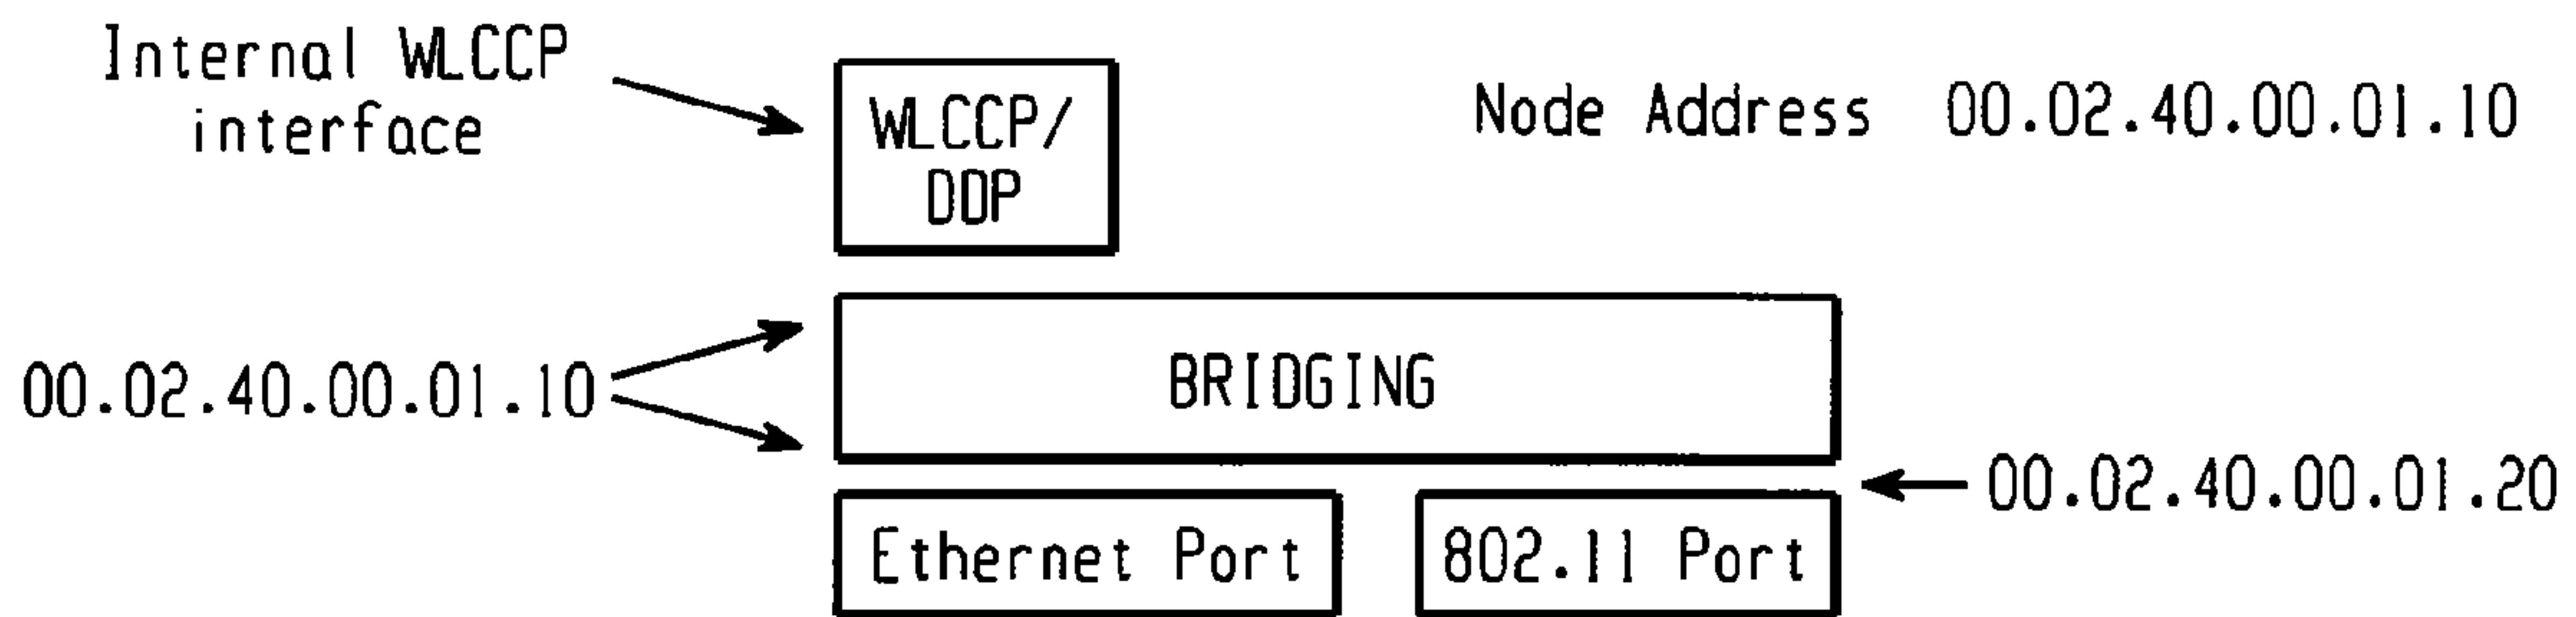 Internal WLCCP
interface
WLCCP/
DDP
Node Address 00.02.40.00.01.10
00.02.40.00.01.10
BRIDGING
00.02.40.00.01.20
Ethernet Port
802.11 Port